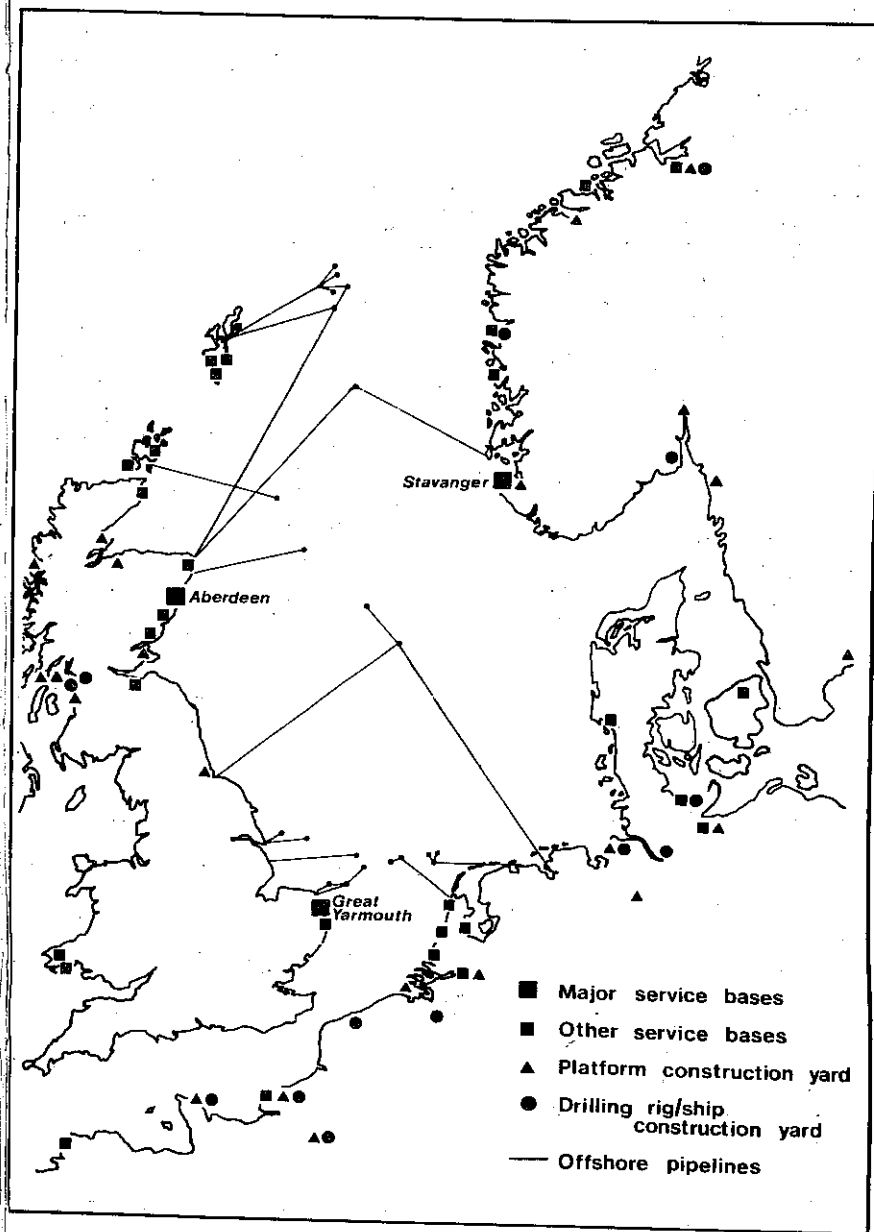 Stavanger
Aberdeen
Great
Yarmouth
Major service bases
Other service bases
Platform construction yard
Drilling rig/ship
construction yard
Offshore pipelines